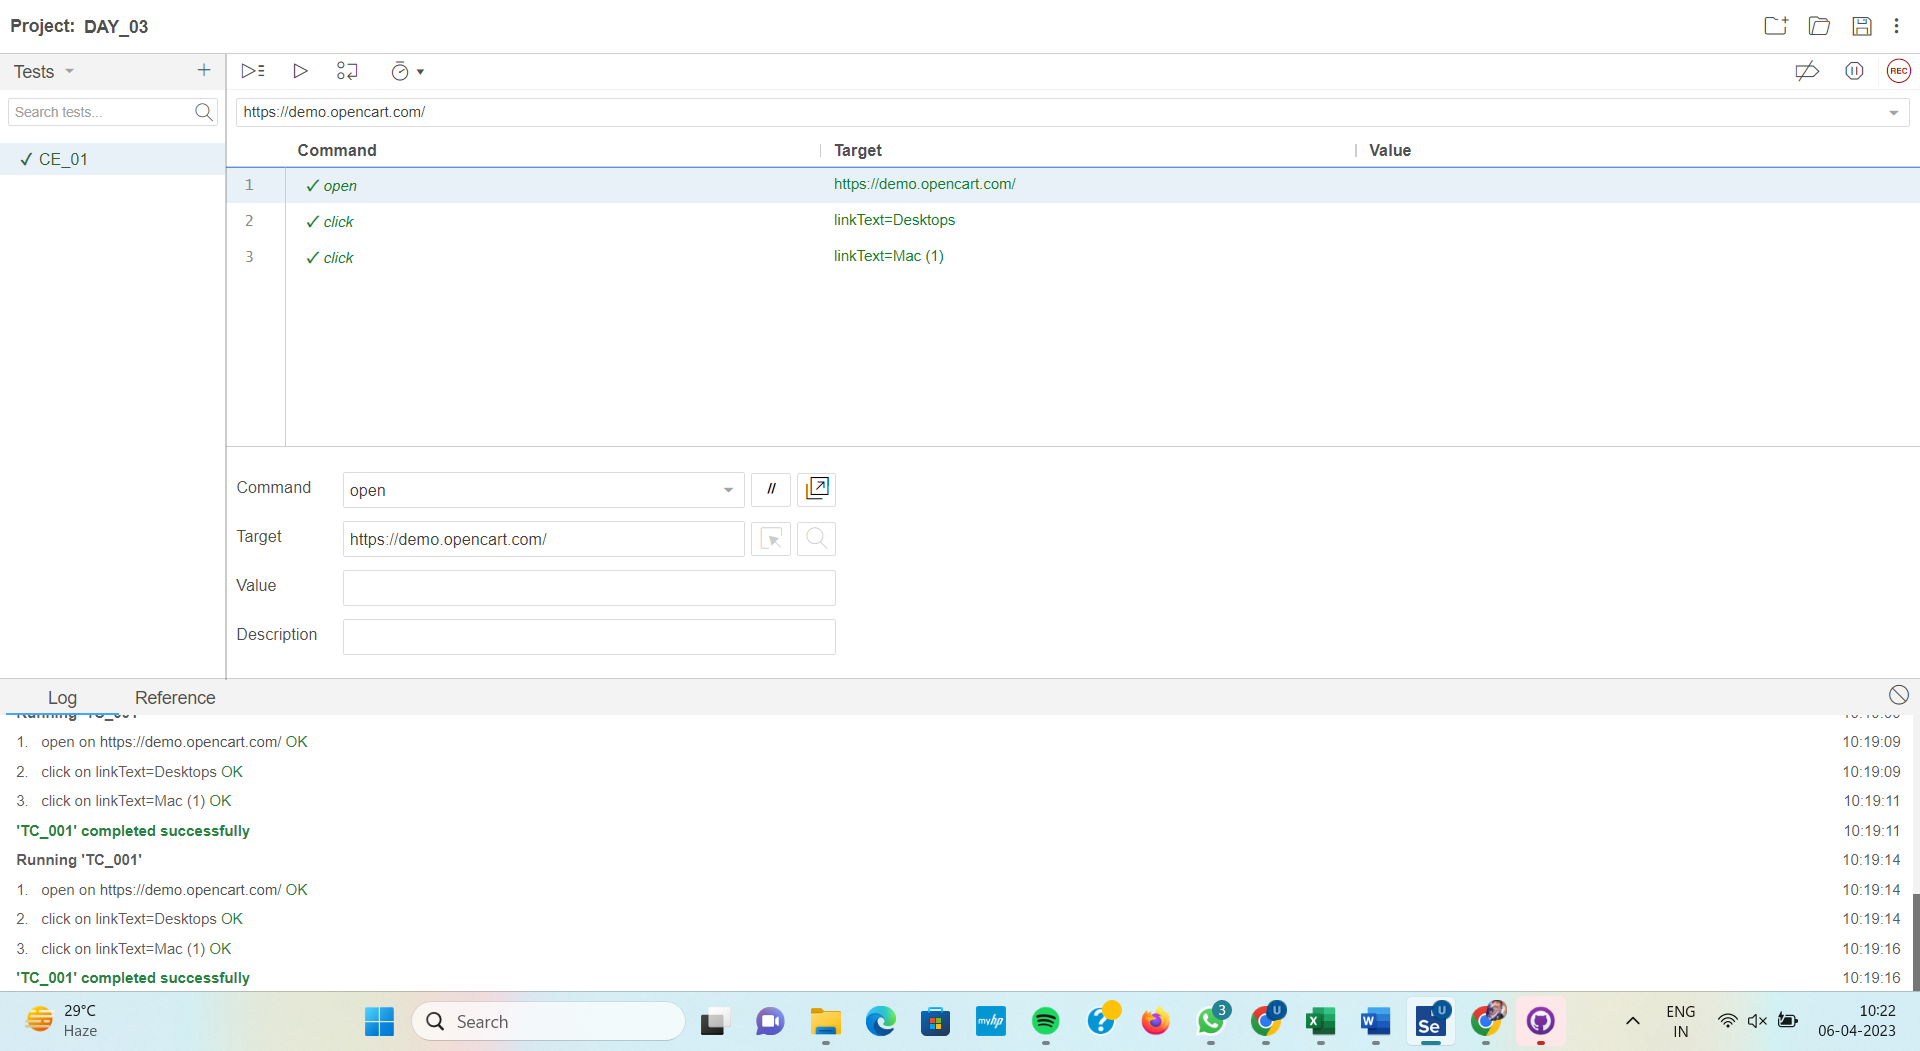 Project: DAY_03
Tests
Search tests...
✓ CE_01
https://demo.opencart.com/
REC
Command Target Value
1 ✓ open https://demo.opencart.com/
2 ✓ click linkText=Desktops
3 ✓ click linkText=Mac (1)
Command open //
Target https://demo.opencart.com/
Value
Description
Log Reference
Running 'TC_001'
1. open on https://demo.opencart.com/ OK 10:19:09
2. click on linkText=Desktops OK 10:19:09
3. click on linkText=Mac (1) OK 10:19:11
'TC_001' completed successfully 10:19:11
Running 'TC_001' 10:19:14
1. open on https://demo.opencart.com/ OK 10:19:14
2. click on linkText=Desktops OK 10:19:14
3. click on linkText=Mac (1) OK 10:19:16
'TC_001' completed successfully 10:19:16
29°C
Haze
Search
myhp
?
3
U
X
W
Se
U
ENG
IN
10:22
06-04-2023